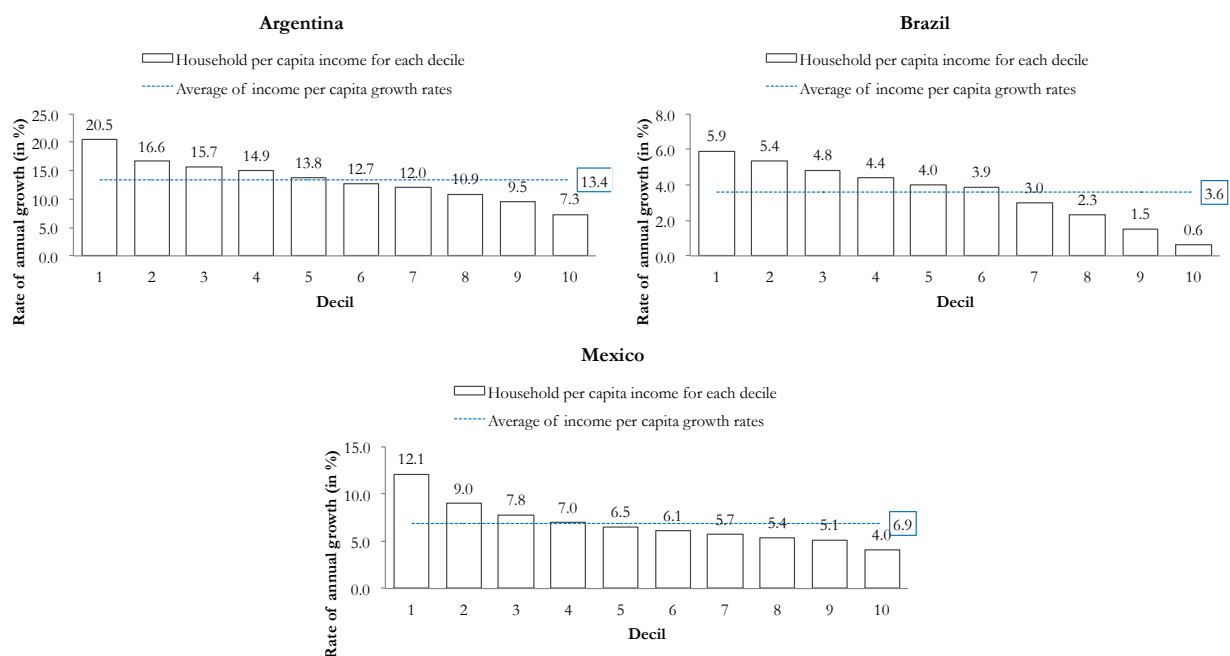 Argentina
Household per capita income for each decile
Average of income per capita growth rates
Rate of annual growth (in %)
25.0
20.0
15.0
10.0
5.0
0.0
20.5
16.6
15.7
14.9
13.8
12.7
12.0
10.9
9.5
7.3
13.4
1 2 3 4 5 6 7 8 9 10
Decil
Brazil
Household per capita income for each decile
Average of income per capita growth rates
Rate of annual growth (in %)
8.0
6.0
4.0
2.0
0.0
5.9
5.4
4.8
4.4
4.0
3.9
3.0
2.3
1.5
0.6
3.6
1 2 3 4 5 6 7 8 9 10
Decil
Mexico
Household per capita income for each decile
Average of income per capita growth rates
Rate of annual growth (in %)
15.0
10.0
5.0
0.0
12.1
9.0
7.8
7.0
6.5
6.1
5.7
5.4
5.1
4.0
6.9
1 2 3 4 5 6 7 8 9 10
Decil